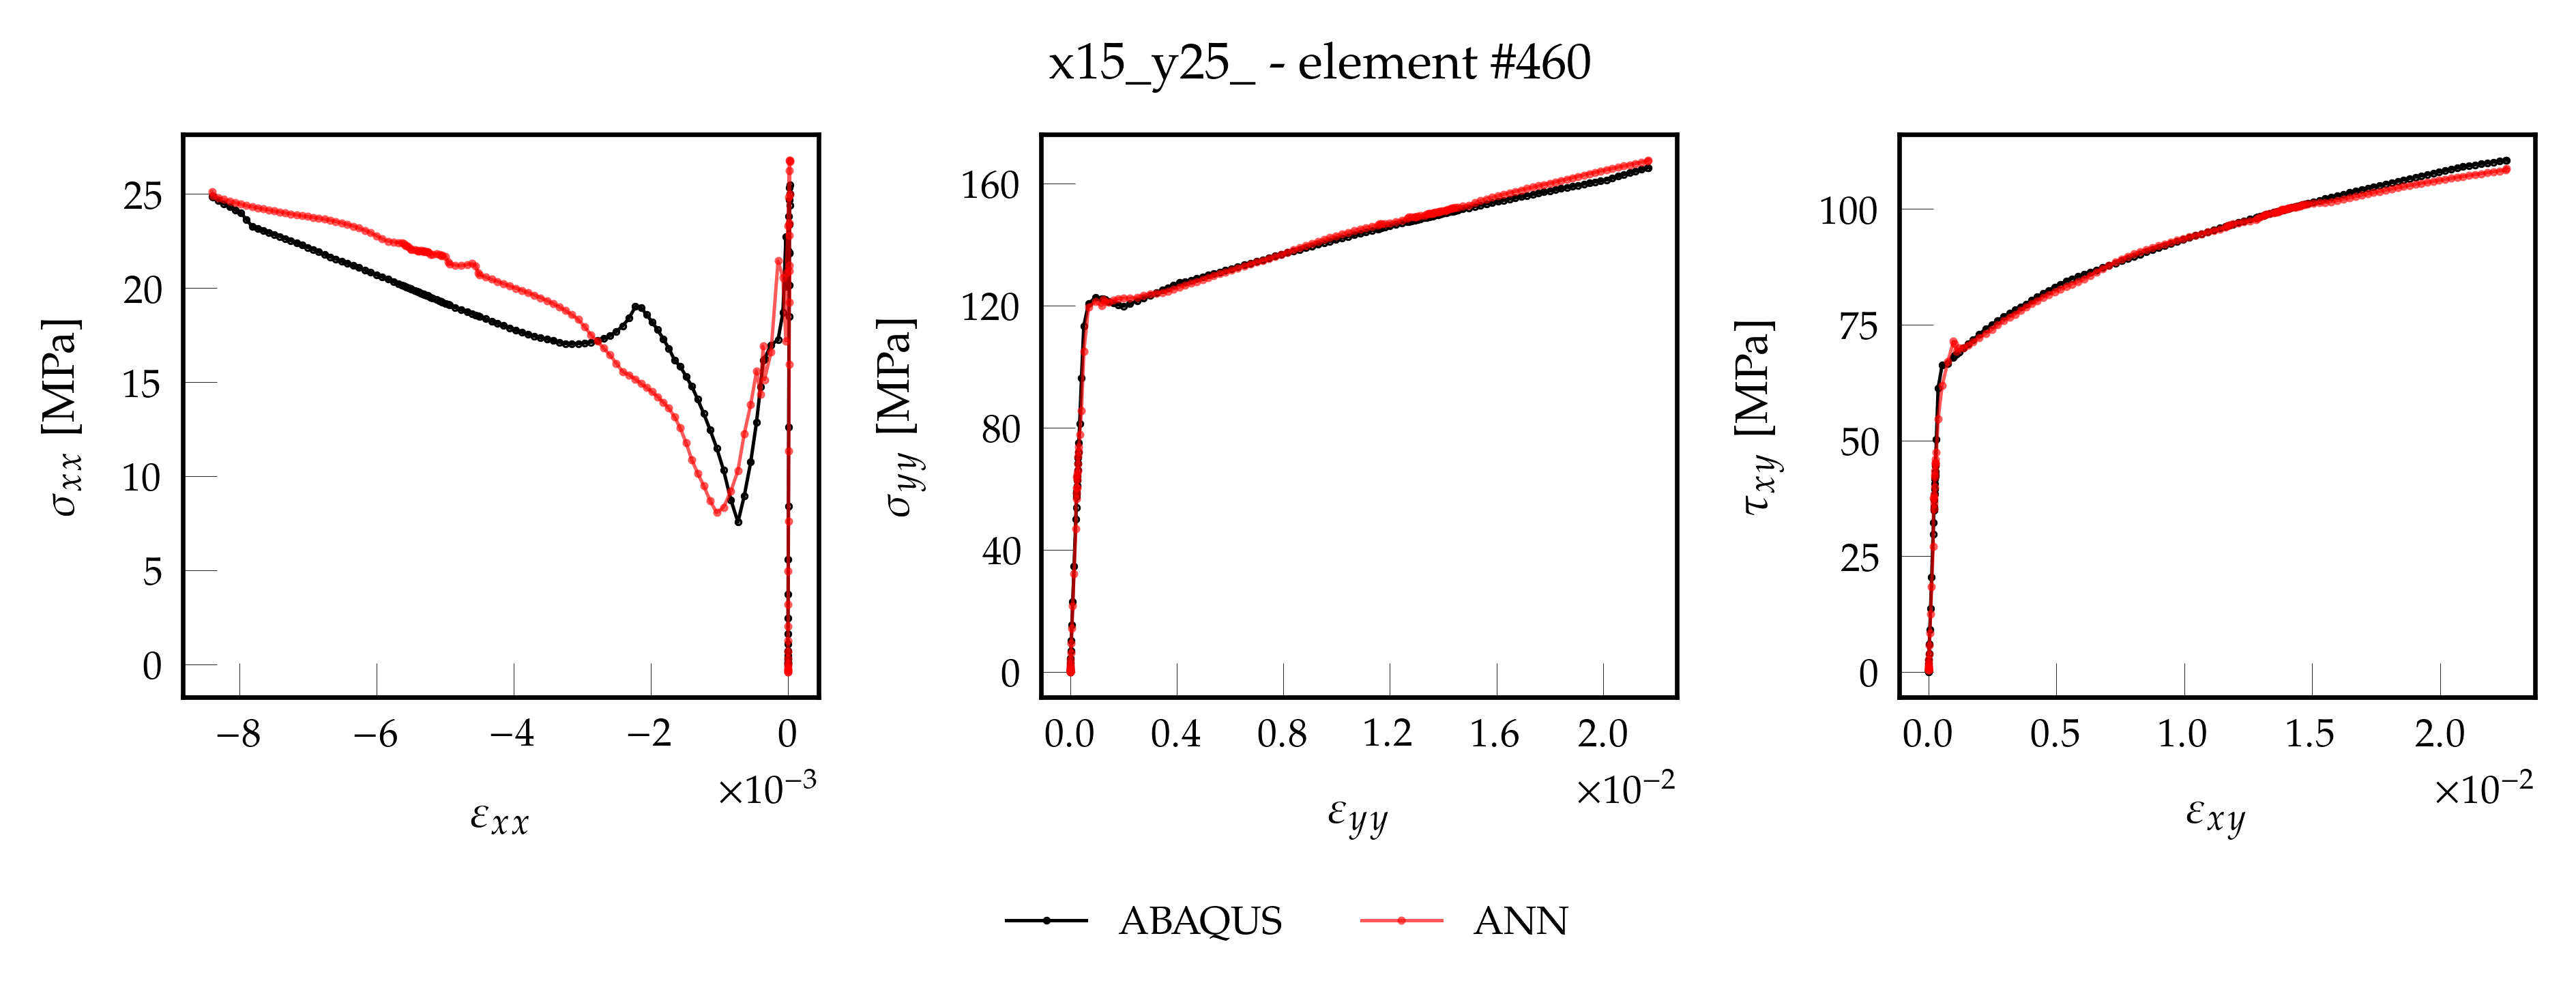 x15_y25_ - element #460
σxx [MPa]
25
20
15
10
5
0
−8 −6 −4 −2 0
×10−3
εxx
σyy [MPa]
160
120
80
40
0
0.0 0.4 0.8 1.2 1.6 2.0
×10−2
εyy
τxy [MPa]
100
75
50
25
0
0.0 0.5 1.0 1.5 2.0
×10−2
εxy
ABAQUS ANN